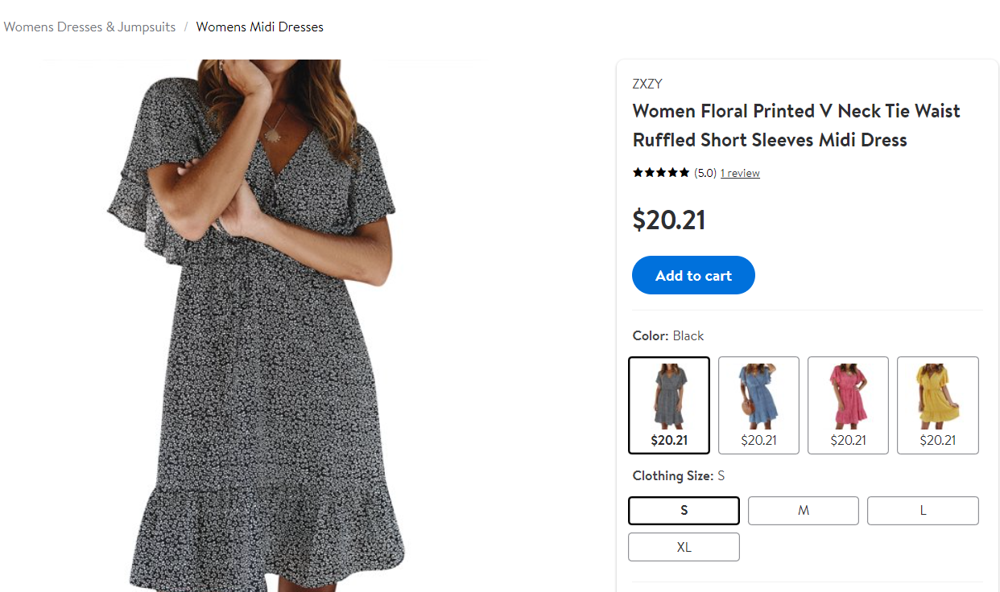 Womens Dresses & Jumpsuits / Womens Midi Dresses
ZXZY
Women Floral Printed V Neck Tie Waist
Ruffled Short Sleeves Midi Dress
(5.0) 1 review
$20.21
Add to cart
Color: Black
$20.21 $20.21 $20.21 $20.21
Clothing Size: S
S M L
XL